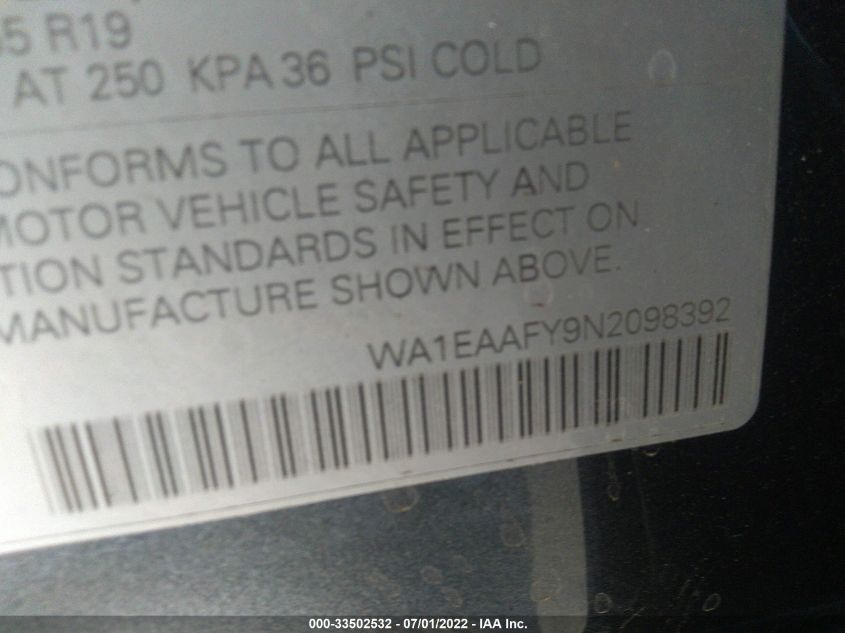 5 R19
AT 250 KPA 36 PSI COLD
ONFORMS TO ALL APPLICABLE
MOTOR VEHICLE SAFETY AND
TION STANDARDS IN EFFECT ON
MANUFACTURE SHOWN ABOVE.
WA1EAAFY9N2098392
000-33502532 - 07/01/2022 - IAA Inc.